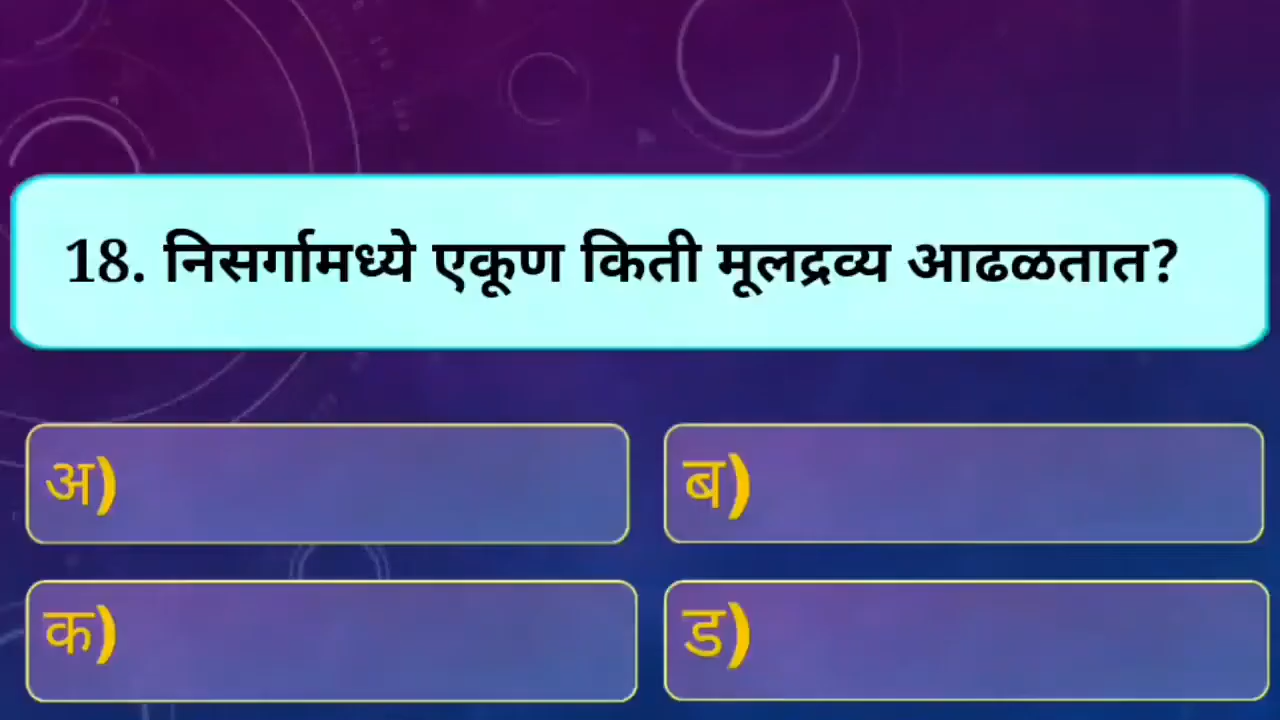 18. निसर्गामध्ये एकूण किती मूलद्रव्य आढळतात?
अ)
ब)
क)
ड)